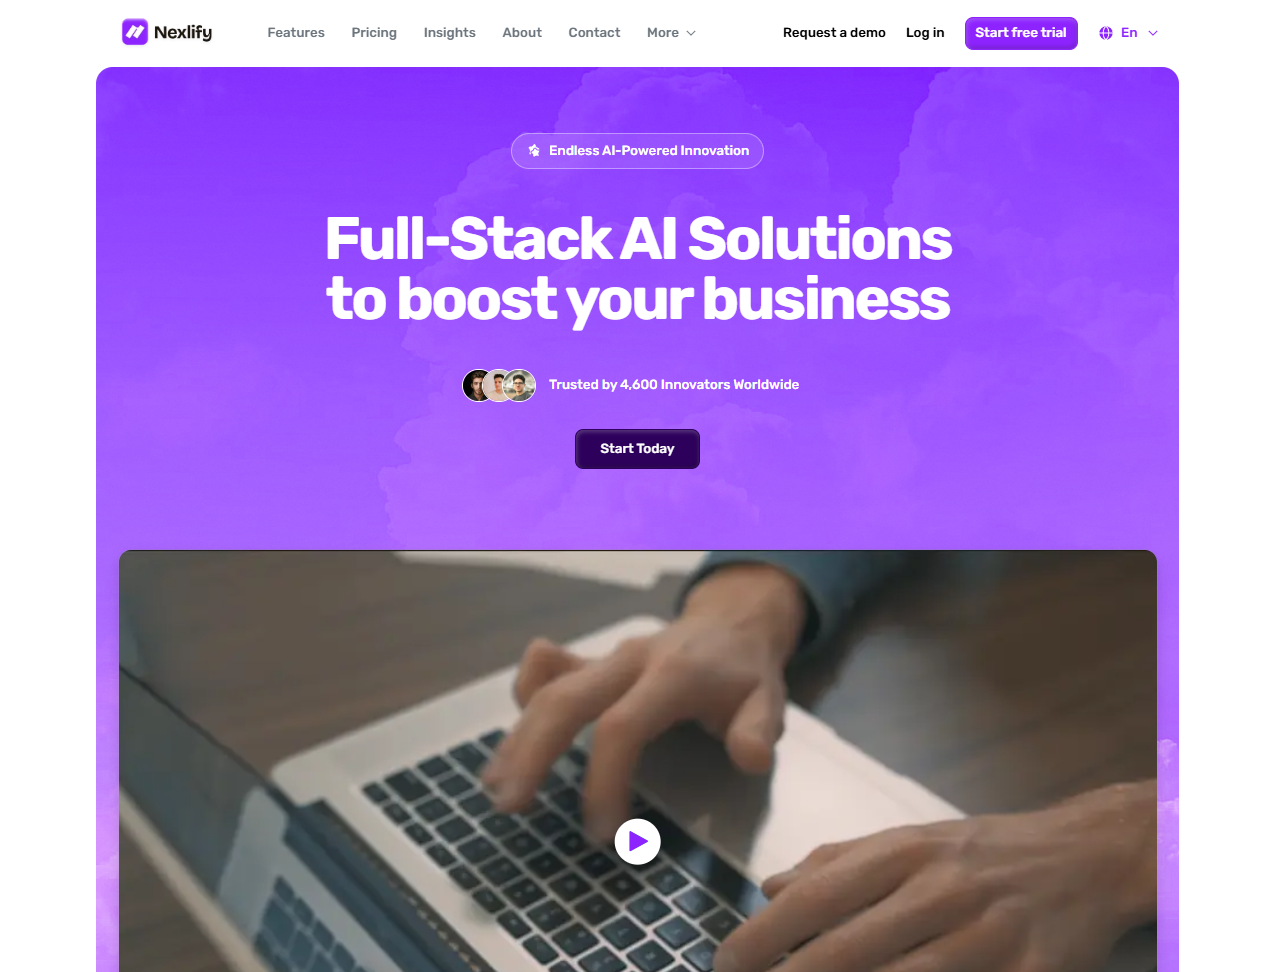 Nexlify
Features
Pricing
Insights
About
Contact
More
Request a demo
Log in
Start free trial
En
Endless AI-Powered Innovation
Full-Stack AI Solutions
to boost your business
Trusted by 4,600 Innovators Worldwide
Start Today